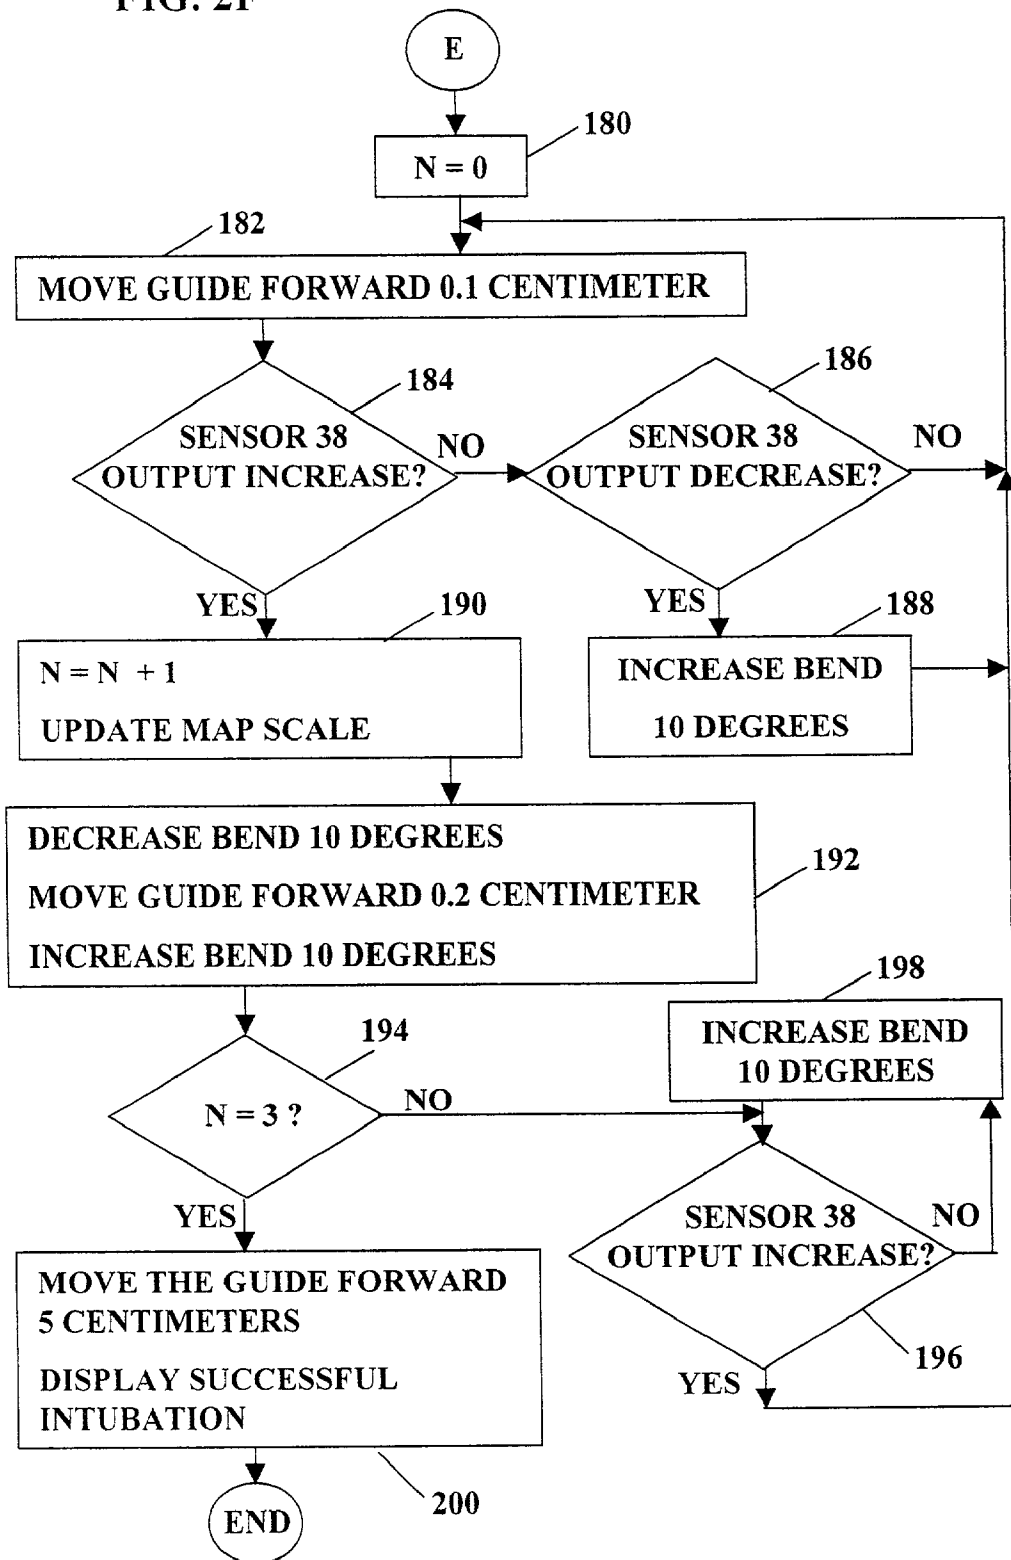 FIG. 2F
E
180
N = 0
182
MOVE GUIDE FORWARD 0.1 CENTIMETER
184
186
SENSOR 38
OUTPUT INCREASE?
NO
SENSOR 38
OUTPUT DECREASE?
NO
YES
190
YES
188
N = N + 1
UPDATE MAP SCALE
INCREASE BEND
10 DEGREES
DECREASE BEND 10 DEGREES
MOVE GUIDE FORWARD 0.2 CENTIMETER
INCREASE BEND 10 DEGREES
192
198
INCREASE BEND
10 DEGREES
194
N = 3 ?
NO
YES
SENSOR 38
OUTPUT INCREASE?
NO
196
YES
MOVE THE GUIDE FORWARD
5 CENTIMETERS
DISPLAY SUCCESSFUL
INTUBATION
200
END